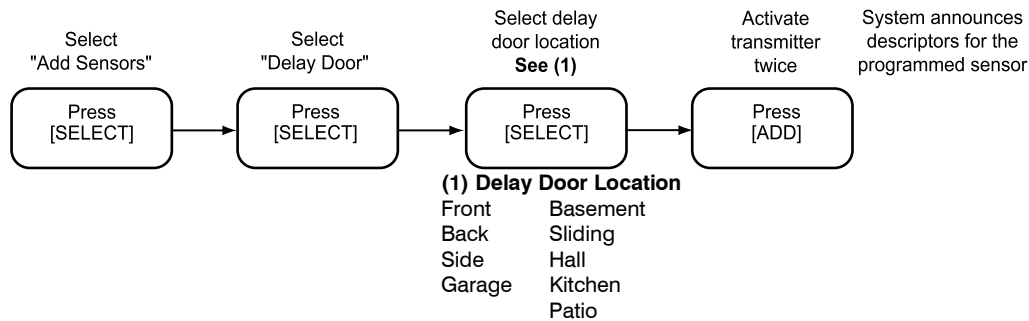 Select
"Add Sensors"
Press
[SELECT]
Select
"Delay Door"
Press
[SELECT]
Select delay
door location
See (1)
Press
[SELECT]
Activate
transmitter
twice
Press
[ADD]
System announces
descriptors for the
programmed sensor
(1) Delay Door Location
Front
Back
Side
Garage
Basement
Sliding
Hall
Kitchen
Patio